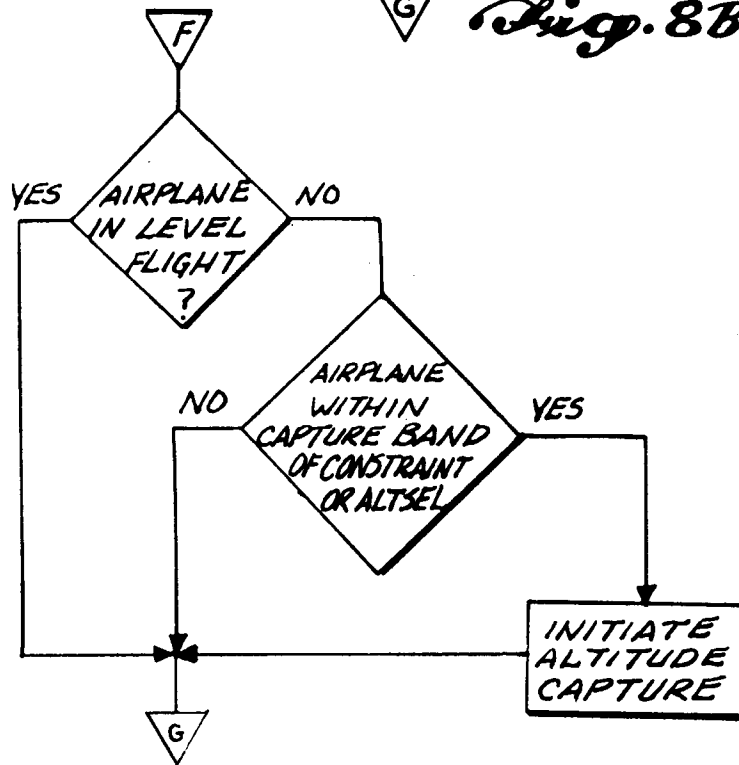 G
Fig. 8B
F
YES
AIRPLANE
IN LEVEL
FLIGHT
?
NO
NO
AIRPLANE
WITHIN
CAPTURE BAND
OF CONSTRAINT
OR ALTSEL
YES
INITIATE
ALTITUDE
CAPTURE
G